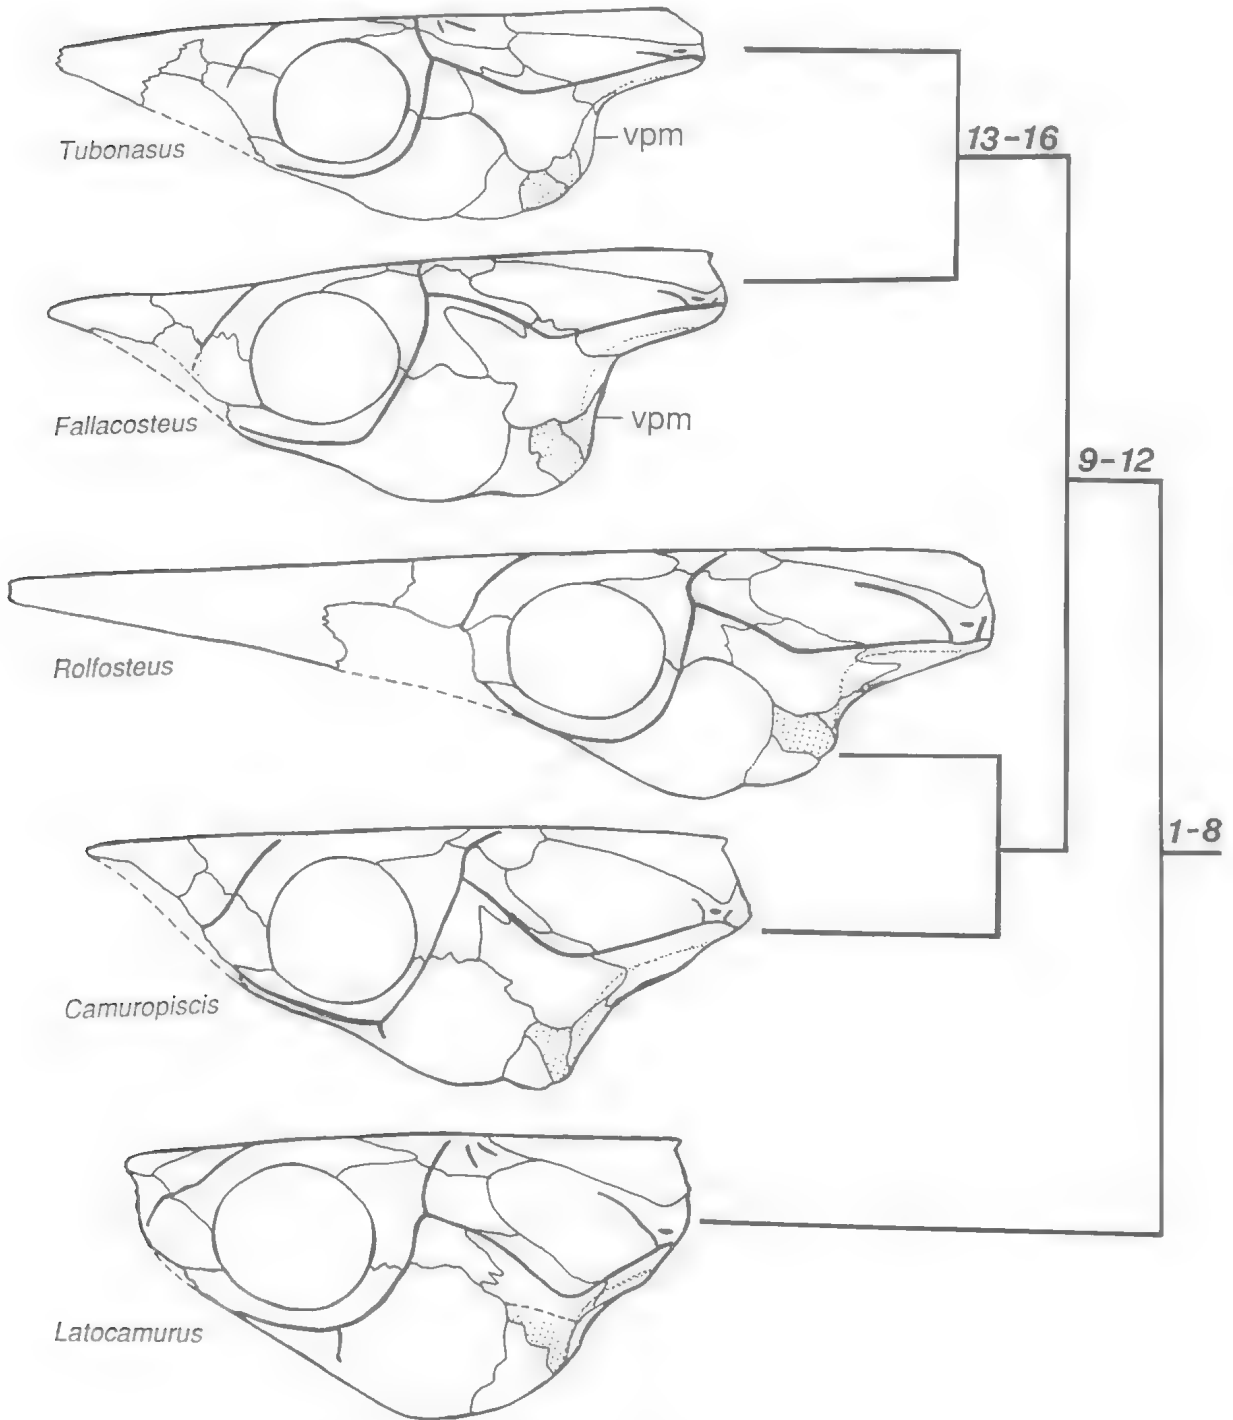 Tubonasus
vpm
13-16
Fallacosteus
vpm
9-12
Rolfosteus
1-8
Camuropiscis
Latocamurus